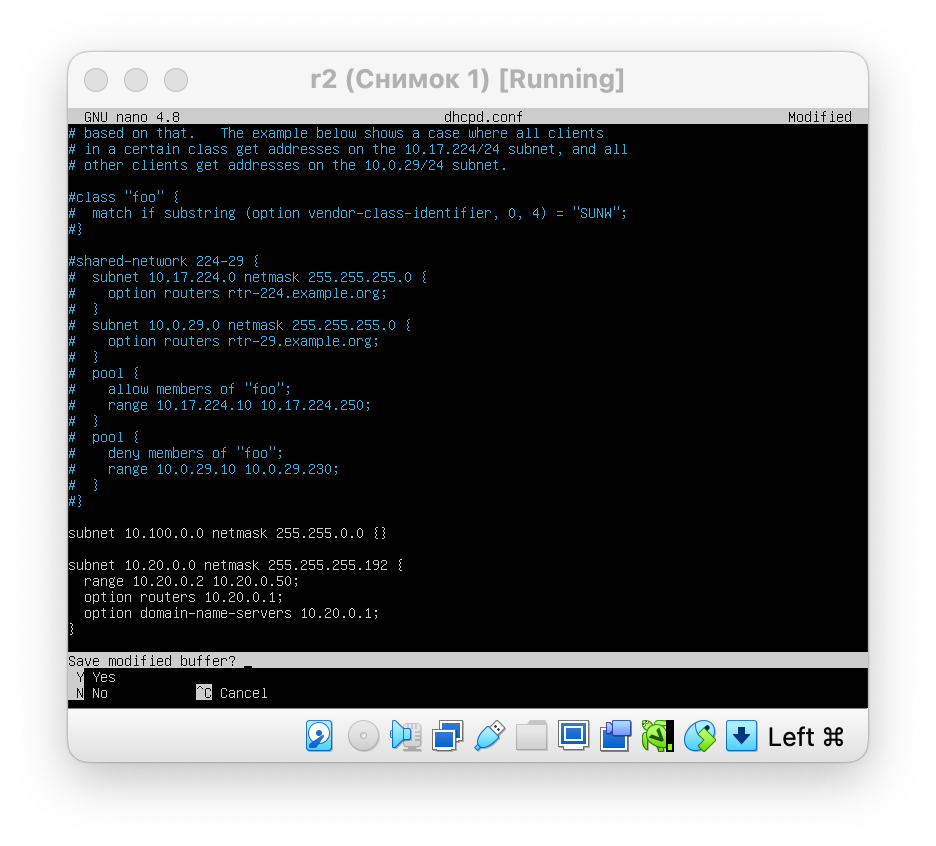 r2 (Снимок 1) [Running]
GNU nano 4.8 dhcpd.conf Modified
# based on that.   The example below shows a case where all clients
# in a certain class get addresses on the 10.17.224/24 subnet, and all
# other clients get addresses on the 10.0.29/24 subnet.
#class "foo" {
#  match if substring (option vendor-class-identifier, 0, 4) = "SUNW";
#}
#shared-network 224-29 {
#  subnet 10.17.224.0 netmask 255.255.255.0 {
#    option routers rtr-224.example.org;
#  }
#  subnet 10.0.29.0 netmask 255.255.255.0 {
#    option routers rtr-29.example.org;
#  }
#  pool {
#    allow members of "foo";
#    range 10.17.224.10 10.17.224.250;
#  }
#  pool {
#    deny members of "foo";
#    range 10.0.29.10 10.0.29.230;
#  }
#}
subnet 10.100.0.0 netmask 255.255.0.0 {}
subnet 10.20.0.0 netmask 255.255.255.192 {
  range 10.20.0.2 10.20.0.50;
  option routers 10.20.0.1;
  option domain-name-servers 10.20.0.1;
}
Save modified buffer?
Y Yes
N No ^C Cancel
Left ⌘